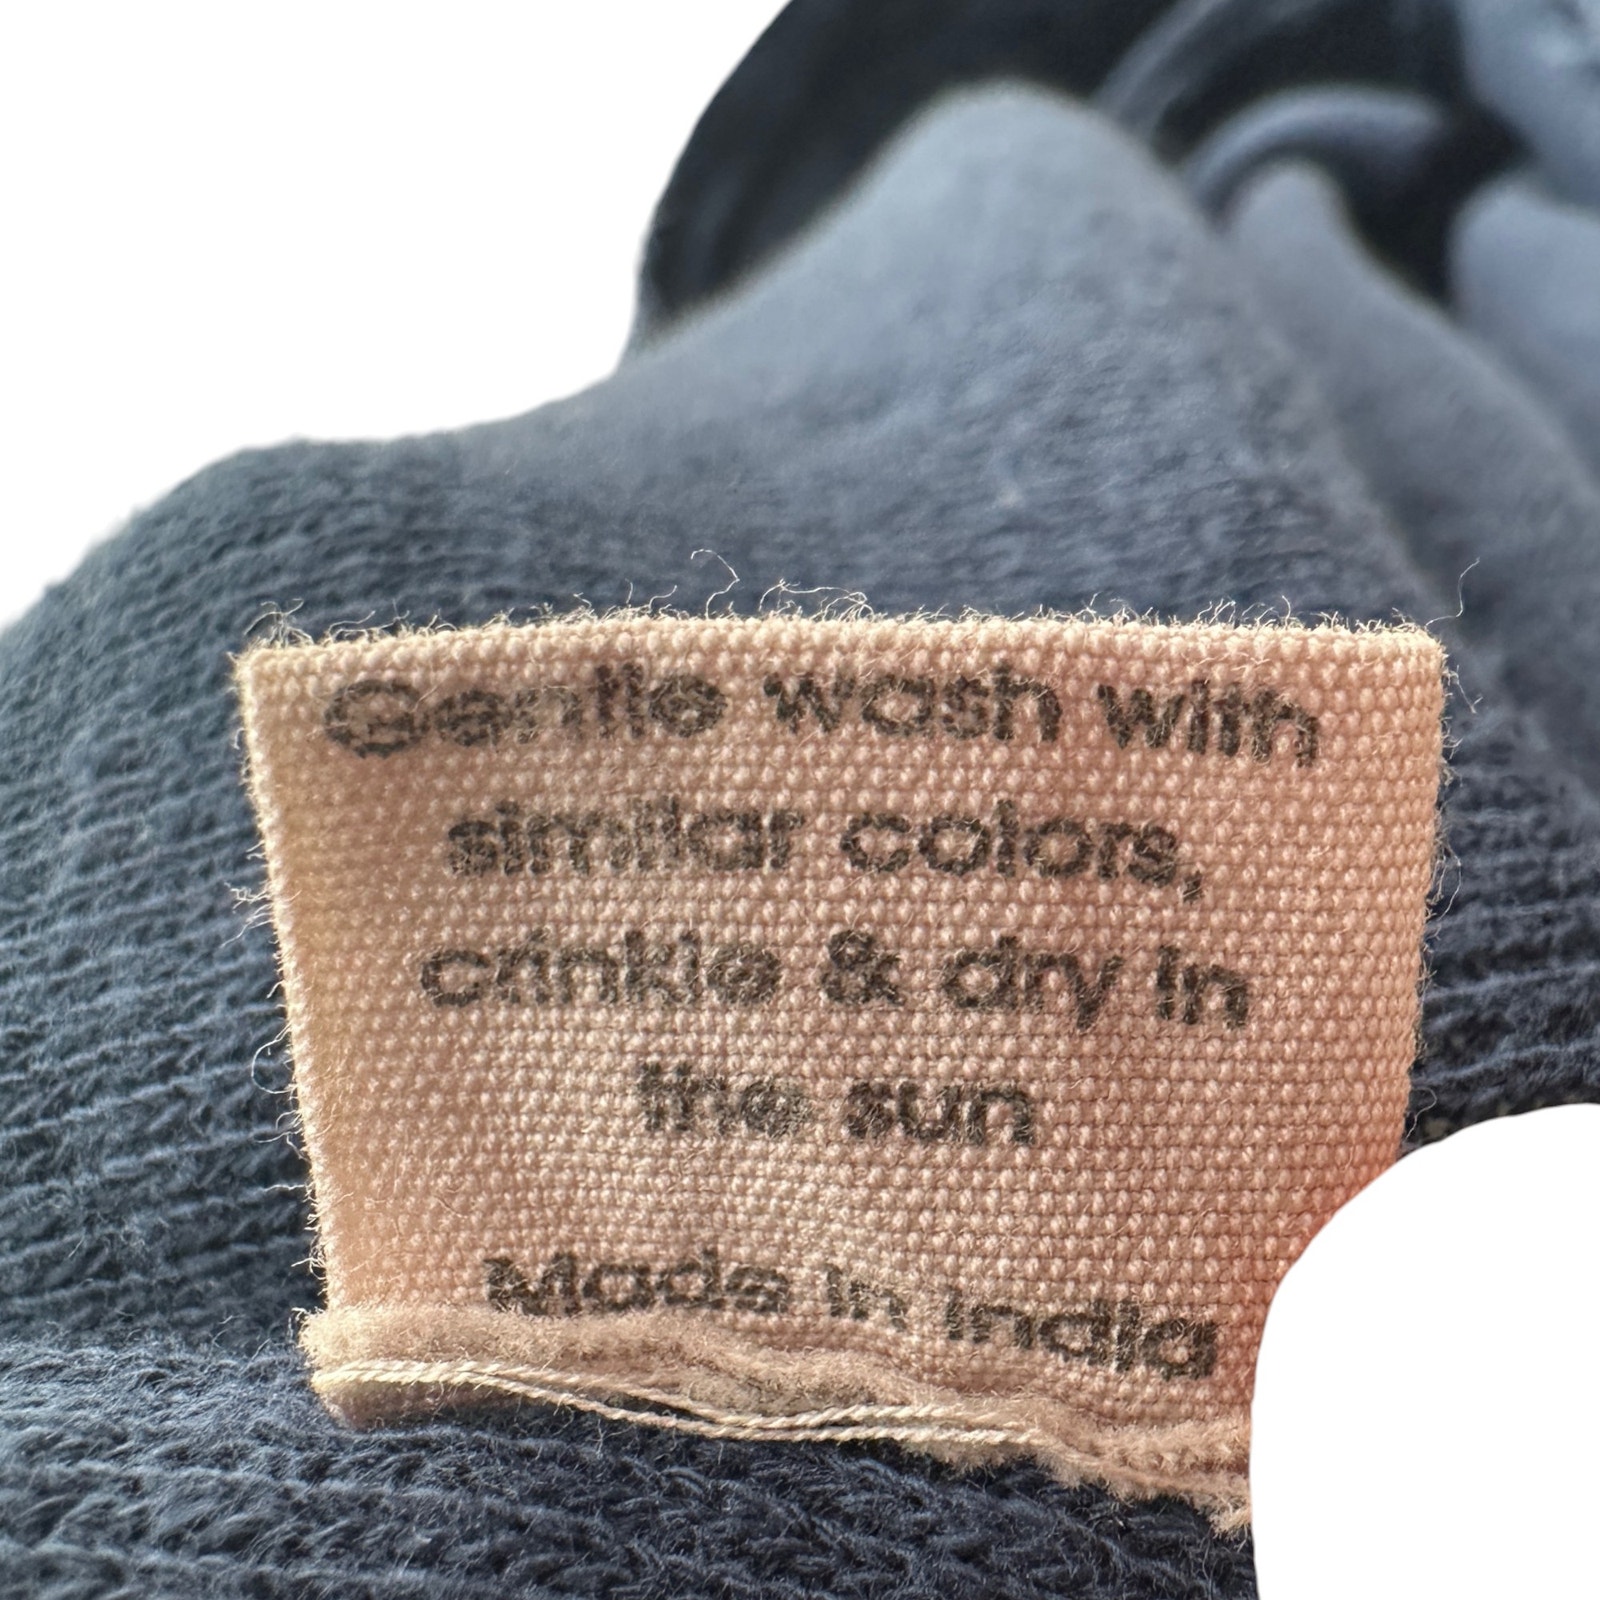 Gentle wash with
similar colors,
crinkle & dry in
the sun
Made in India